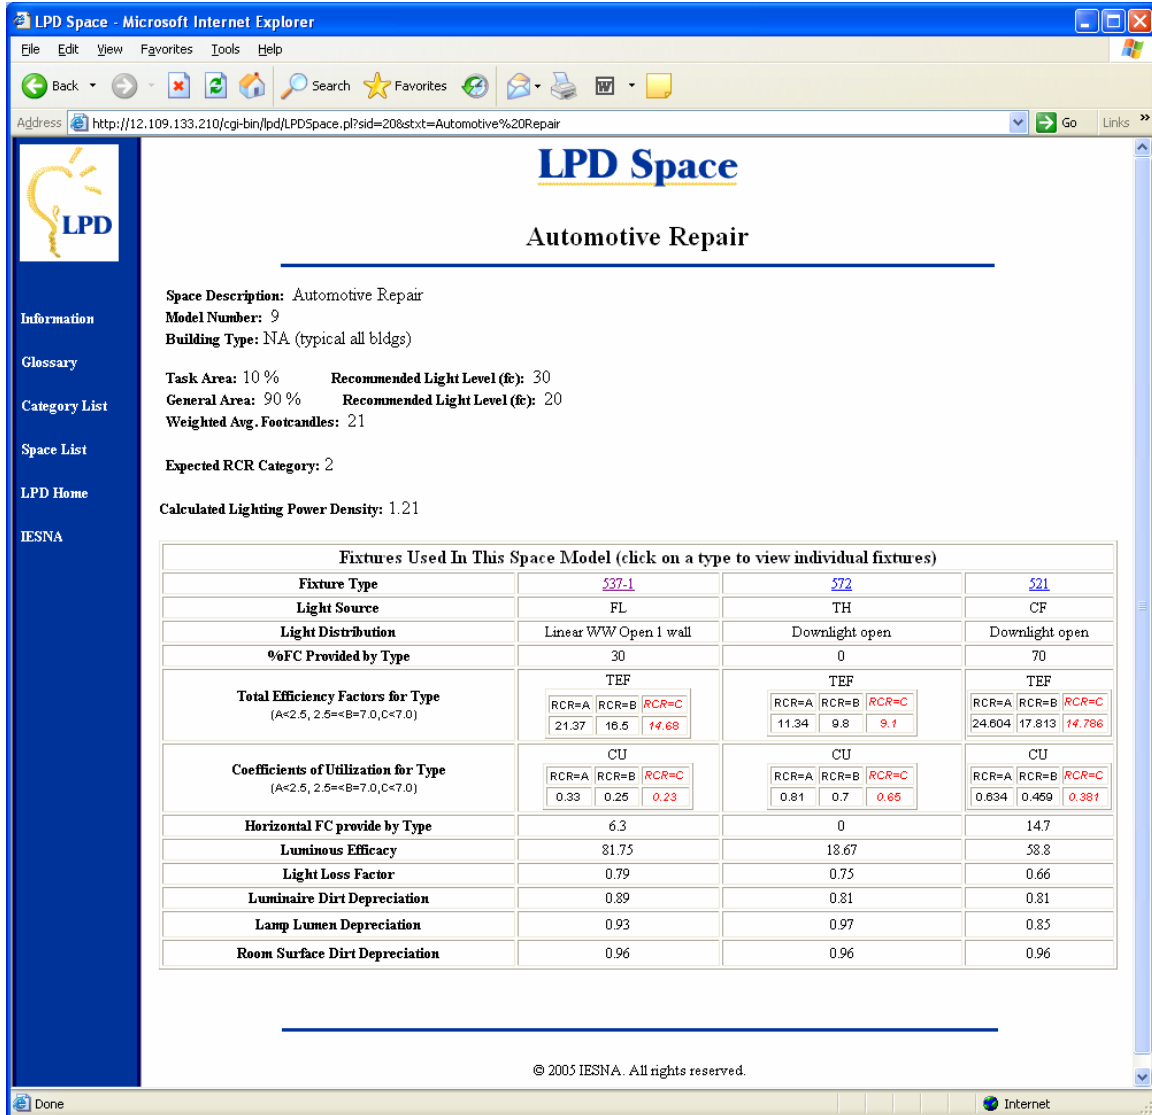 LPD Space - Microsoft Internet Explorer
File Edit View Favorites Tools Help
Back Search Favorites W
Address http://12.109.133.210/cgi-bin/lpd/LPDSpace.pl?sid=20&stxt=Automotive%20Repair Go Links »
LPD
Information
Glossary
Category List
Space List
LPD Home
IESNA
LPD Space
Automotive Repair
Space Description: Automotive Repair
Model Number: 9
Building Type: NA (typical all bldgs)
Task Area: 10 % Recommended Light Level (fc): 30
General Area: 90 % Recommended Light Level (fc): 20
Weighted Avg. Footcandles: 21
Expected RCR Category: 2
Calculated Lighting Power Density: 1.21
Fixtures Used In This Space Model (click on a type to view individual fixtures)
Fixture Type 537-1 572 521
Light Source FL TH CF
Light Distribution Linear WW Open 1 wall Downlight open Downlight open
%FC Provided by Type 30 0 70
Total Efficiency Factors for Type
(A<2.5, 2.5=<B=7.0,C<7.0)
TEF TEF TEF
RCR=A RCR=B RCR=C RCR=A RCR=B RCR=C RCR=A RCR=B RCR=C
21.37 16.5 14.68 11.34 9.8 9.1 24.604 17.813 14.786
Coefficients of Utilization for Type
(A<2.5, 2.5=<B=7.0,C<7.0)
CU CU CU
RCR=A RCR=B RCR=C RCR=A RCR=B RCR=C RCR=A RCR=B RCR=C
0.33 0.25 0.23 0.81 0.7 0.65 0.634 0.459 0.381
Horizontal FC provide by Type 6.3 0 14.7
Luminous Efficacy 81.75 18.67 58.8
Light Loss Factor 0.79 0.75 0.66
Luminaire Dirt Depreciation 0.89 0.81 0.81
Lamp Lumen Depreciation 0.93 0.97 0.85
Room Surface Dirt Depreciation 0.96 0.96 0.96
© 2005 IESNA. All rights reserved.
Done Internet